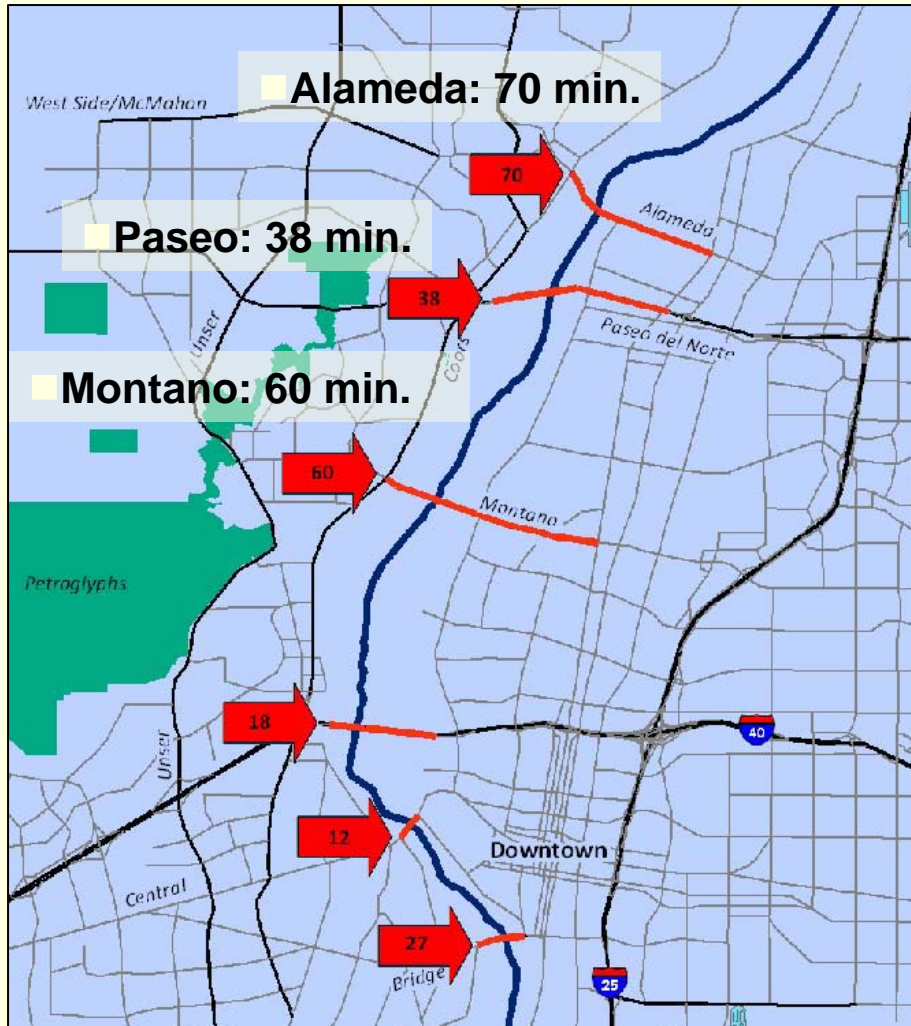 Alameda: 70 min.
West Side/McMahon
70
Alameda
Paseo: 38 min.
38
Unser
Coors
Paseo del Norte
Montano: 60 min.
60
Montano
Petroglyphs
18
Unser
40
12
Downtown
Central
27
Bridge
25